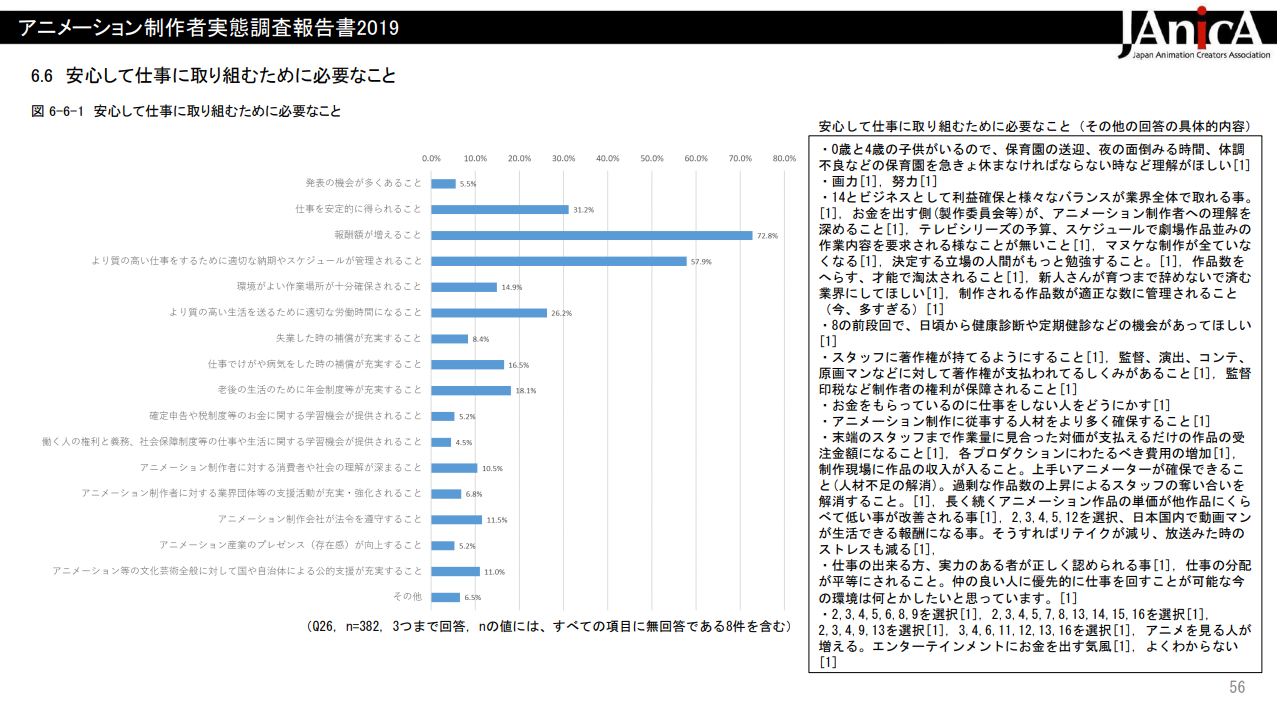 アニメーション制作者実態調査報告書2019
JAnicA
Japan Animation Creators Association
6.6 安心して仕事に取り組むために必要なこと
図 6-6-1 安心して仕事に取り組むために必要なこと
0.0% 10.0% 20.0% 30.0% 40.0% 50.0% 60.0% 70.0% 80.0%
発表の機会が多くあること 5.5%
仕事を安定的に得られること 31.2%
報酬額が増えること 72.8%
より質の高い仕事をするために適切な納期やスケジュールが管理されること 57.9%
環境がよい作業場所が十分確保されること 14.9%
より質の高い生活を送るために適切な労働時間になること 26.2%
失業した時の補償が充実すること 8.4%
仕事でけがや病気をした時の補償が充実すること 16.5%
老後の生活のために年金制度等が充実すること 18.1%
確定申告や税制度等のお金に関する学習機会が提供されること 5.2%
働く人の権利と義務、社会保障制度等の仕事や生活に関する学習機会が提供されること 4.5%
アニメーション制作者に対する消費者や社会の理解が深まること 10.5%
アニメーション制作者に対する業界団体等の支援活動が充実・強化されること 6.8%
アニメーション制作会社が法令を遵守すること 11.5%
アニメーション産業のプレゼンス（存在感）が向上すること 5.2%
アニメーション等の文化芸術全般に対して国や自治体による公的支援が充実すること 11.0%
その他 6.5%
（Q26, n=382, 3つまで回答, nの値には、すべての項目に無回答である8件を含む）
安心して仕事に取り組むために必要なこと（その他の回答の具体的内容）
・0歳と4歳の子供がいるので、保育園の送迎、夜の面倒みる時間、体調
不良などの保育園を急きょ休まなければならない時など理解がほしい[1]
・画力[1], 努力[1]
・14とビジネスとして利益確保と様々なバランスが業界全体で取れる事。
[1], お金を出す側(製作委員会等)が、アニメーション制作者への理解を
深めること[1], テレビシリーズの予算、スケジュールで劇場作品並みの
作業内容を要求される様なことが無いこと[1], マヌケな制作が全ていな
くなる[1], 決定する立場の人間がもっと勉強すること。[1], 作品数を
へらす、才能で淘汰されること[1], 新人さんが育つまで辞めないで済む
業界にしてほしい[1], 制作される作品数が適正な数に管理されること
（今、多すぎる）[1]
・8の前段回で、日頃から健康診断や定期健診などの機会があってほしい
[1]
・スタッフに著作権が持てるようにすること[1], 監督、演出、コンテ、
原画マンなどに対して著作権が支払われてるしくみがあること[1], 監督
印税など制作者の権利が保障されること[1]
・お金をもらっているのに仕事をしない人をどうにかす[1]
・アニメーション制作に従事する人材をより多く確保すること[1]
・末端のスタッフまで作業量に見合った対価が支払えるだけの作品の受
注金額になること[1], 各プロダクションにわたるべき費用の増加[1],
制作現場に作品の収入が入ること。上手いアニメーターが確保できるこ
と(人材不足の解消)。過剰な作品数の上昇によるスタッフの奪い合いを
解消すること。[1], 長く続くアニメーション作品の単価が他作品にくら
べて低い事が改善される事[1], 2,3,4,5,12を選択、日本国内で動画マン
が生活できる報酬になる事。そうすればリテイクが減り、放送みた時の
ストレスも減る[1],
・仕事の出来る方、実力のある者が正しく認められる事[1], 仕事の分配
が平等にされること。仲の良い人に優先的に仕事を回すことが可能な今
の環境は何とかしたいと思っています。[1]
・2,3,4,5,6,8,9を選択[1], 2,3,4,5,7,8,13,14,15,16を選択[1],
2,3,4,9,13を選択[1], 3,4,6,11,12,13,16を選択[1], アニメを見る人が
増える。エンターテインメントにお金を出す気風[1], よくわからない
[1]
56